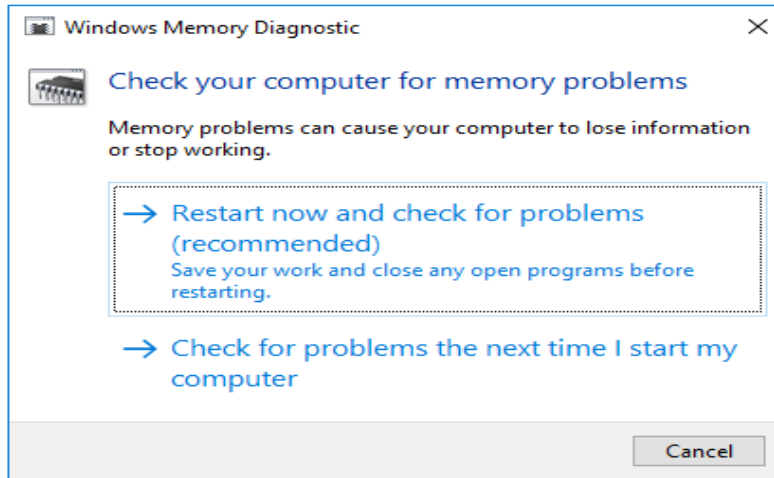 Windows Memory Diagnostic
Check your computer for memory problems
Memory problems can cause your computer to lose information
or stop working.
Restart now and check for problems
(recommended)
Save your work and close any open programs before
restarting.
Check for problems the next time I start my
computer
Cancel